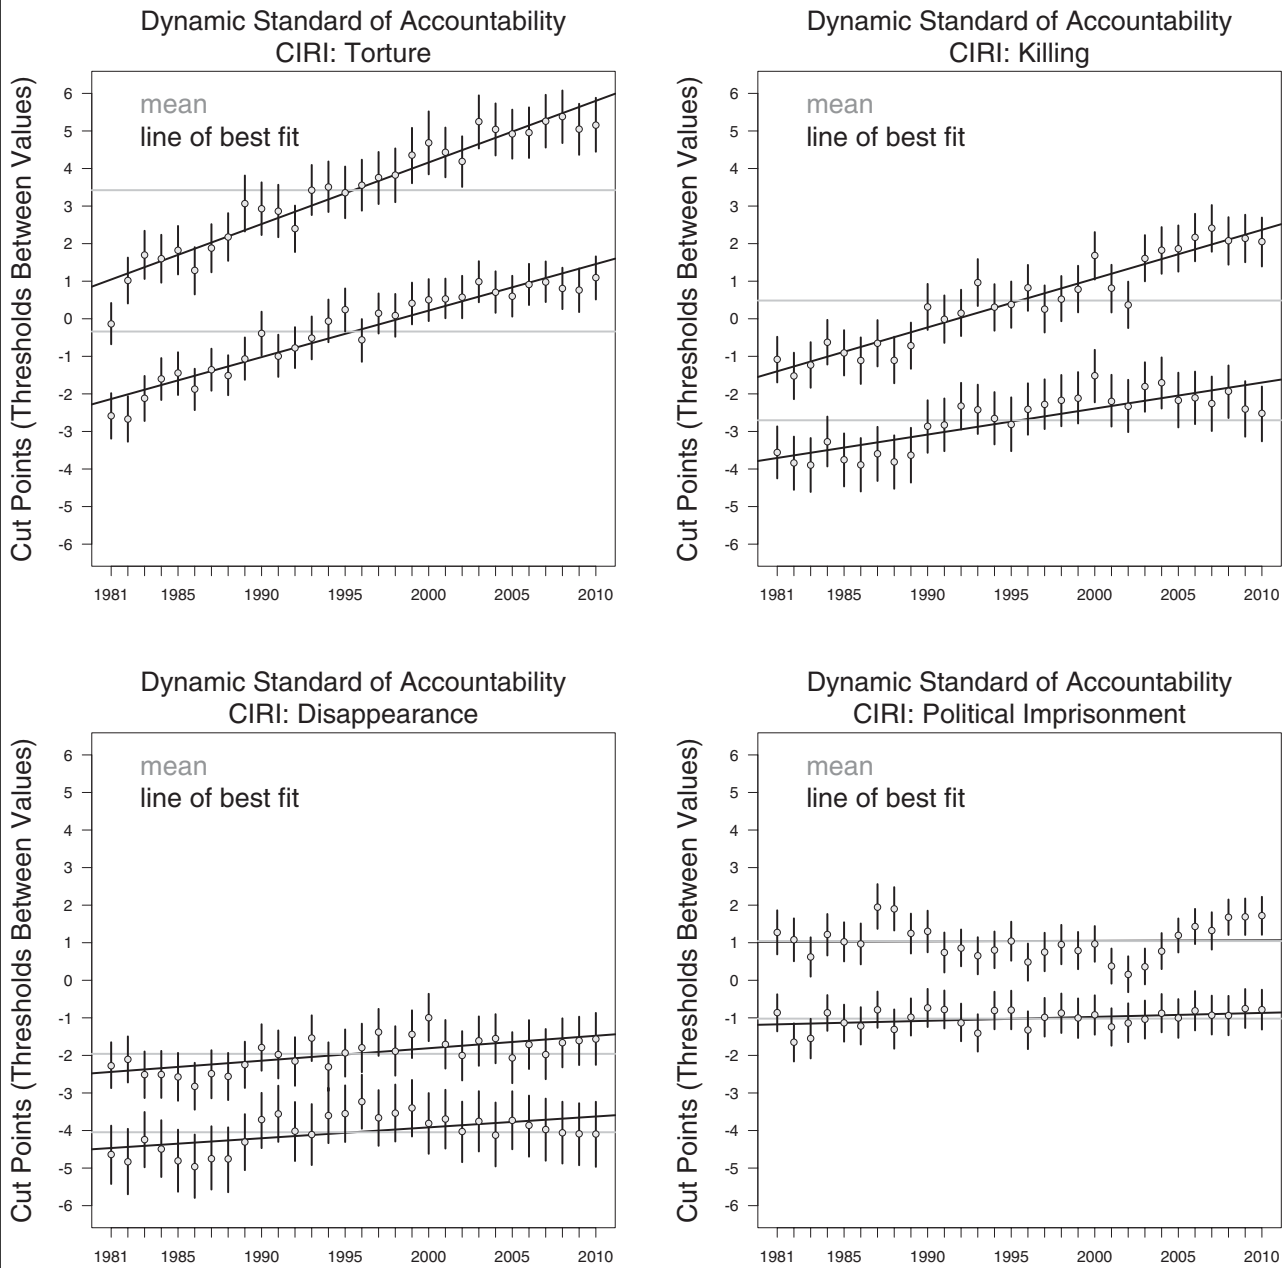 Dynamic Standard of Accountability
CIRI: Torture
Cut Points (Thresholds Between Values)
mean
line of best fit
6
5
4
3
2
1
0
-1
-2
-3
-4
-5
-6
1981 1985 1990 1995 2000 2005 2010
Dynamic Standard of Accountability
CIRI: Killing
Cut Points (Thresholds Between Values)
mean
line of best fit
6
5
4
3
2
1
0
-1
-2
-3
-4
-5
-6
1981 1985 1990 1995 2000 2005 2010
Dynamic Standard of Accountability
CIRI: Disappearance
Cut Points (Thresholds Between Values)
mean
line of best fit
6
5
4
3
2
1
0
-1
-2
-3
-4
-5
-6
1981 1985 1990 1995 2000 2005 2010
Dynamic Standard of Accountability
CIRI: Political Imprisonment
Cut Points (Thresholds Between Values)
mean
line of best fit
6
5
4
3
2
1
0
-1
-2
-3
-4
-5
-6
1981 1985 1990 1995 2000 2005 2010